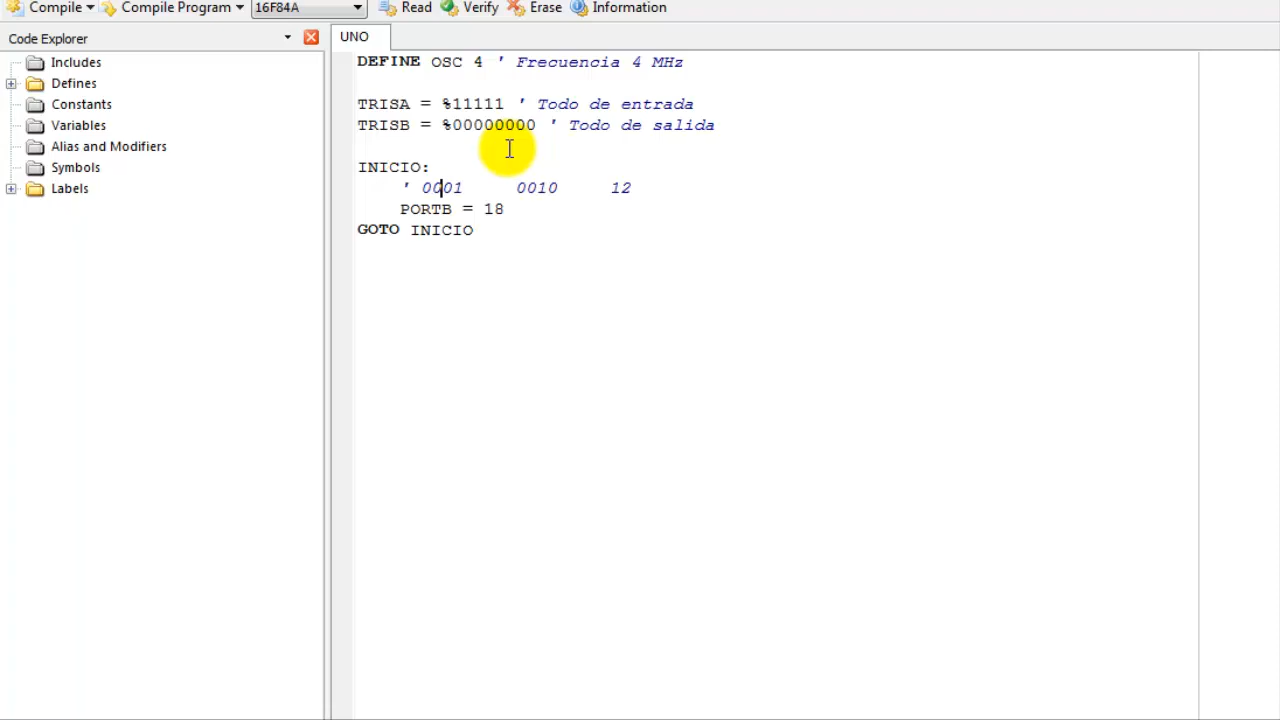 Compile Compile Program 16F84A Read Verify Erase Information
Code Explorer
Includes
Defines
Constants
Variables
Alias and Modifiers
Symbols
Labels
UNO
DEFINE OSC 4 ' Frecuencia 4 MHz
TRISA = %11111 ' Todo de entrada
TRISB = %00000000 ' Todo de salida
INICIO:
' 0001 0010 12
PORTB = 18
GOTO INICIO